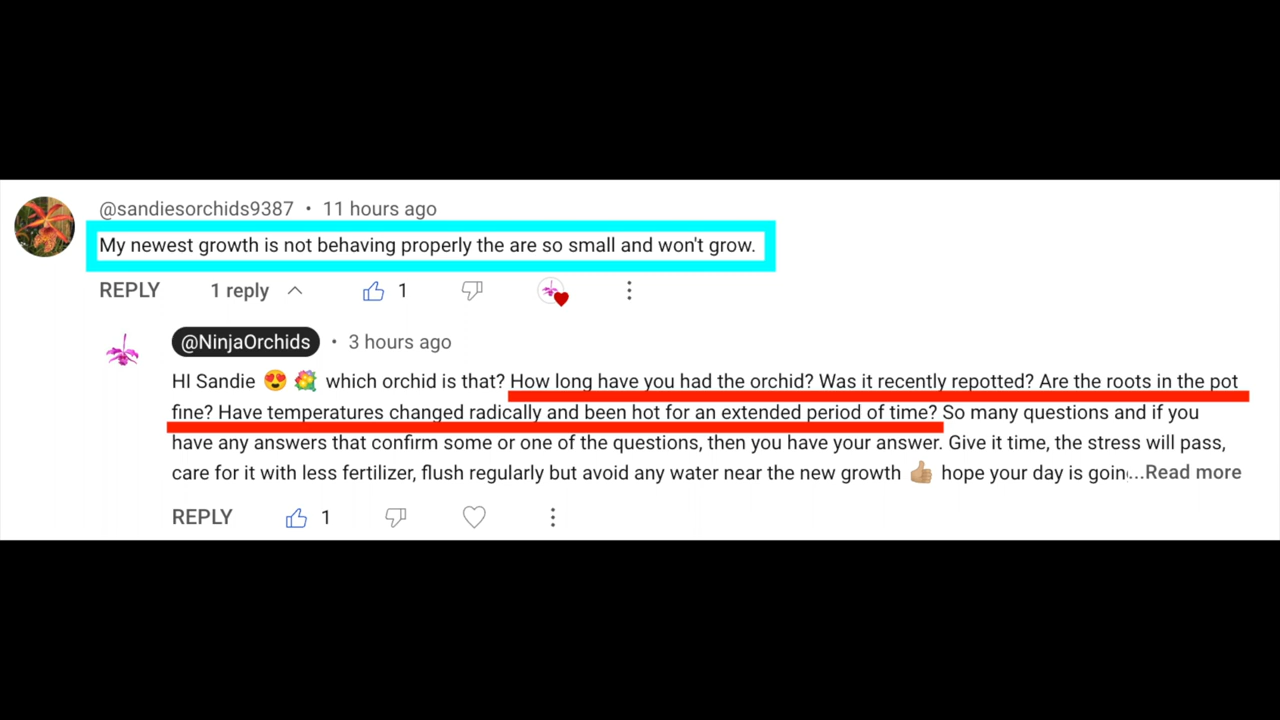 @sandiesorchids9387 • 11 hours ago
My newest growth is not behaving properly the are so small and won't grow.
REPLY 1 reply 1
@NinjaOrchids • 3 hours ago
HI Sandie 😍 💐 which orchid is that? How long have you had the orchid? Was it recently repotted? Are the roots in the pot
fine? Have temperatures changed radically and been hot for an extended period of time? So many questions and if you
have any answers that confirm some or one of the questions, then you have your answer. Give it time, the stress will pass,
care for it with less fertilizer, flush regularly but avoid any water near the new growth 👍🏽 hope your day is goin...Read more
REPLY 1